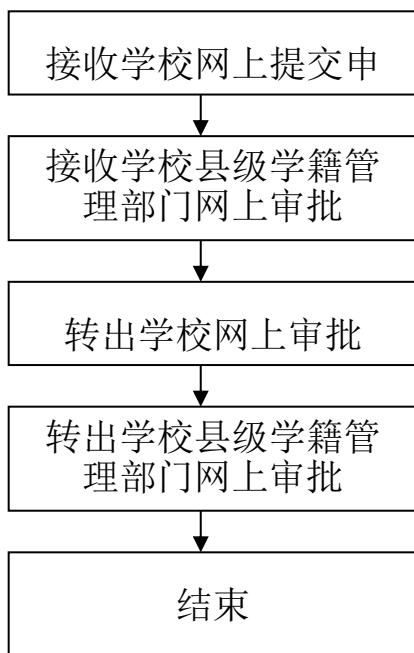 接收学校网上提交申
接收学校县级学籍管
理部门网上审批
转出学校网上审批
转出学校县级学籍管
理部门网上审批
结束